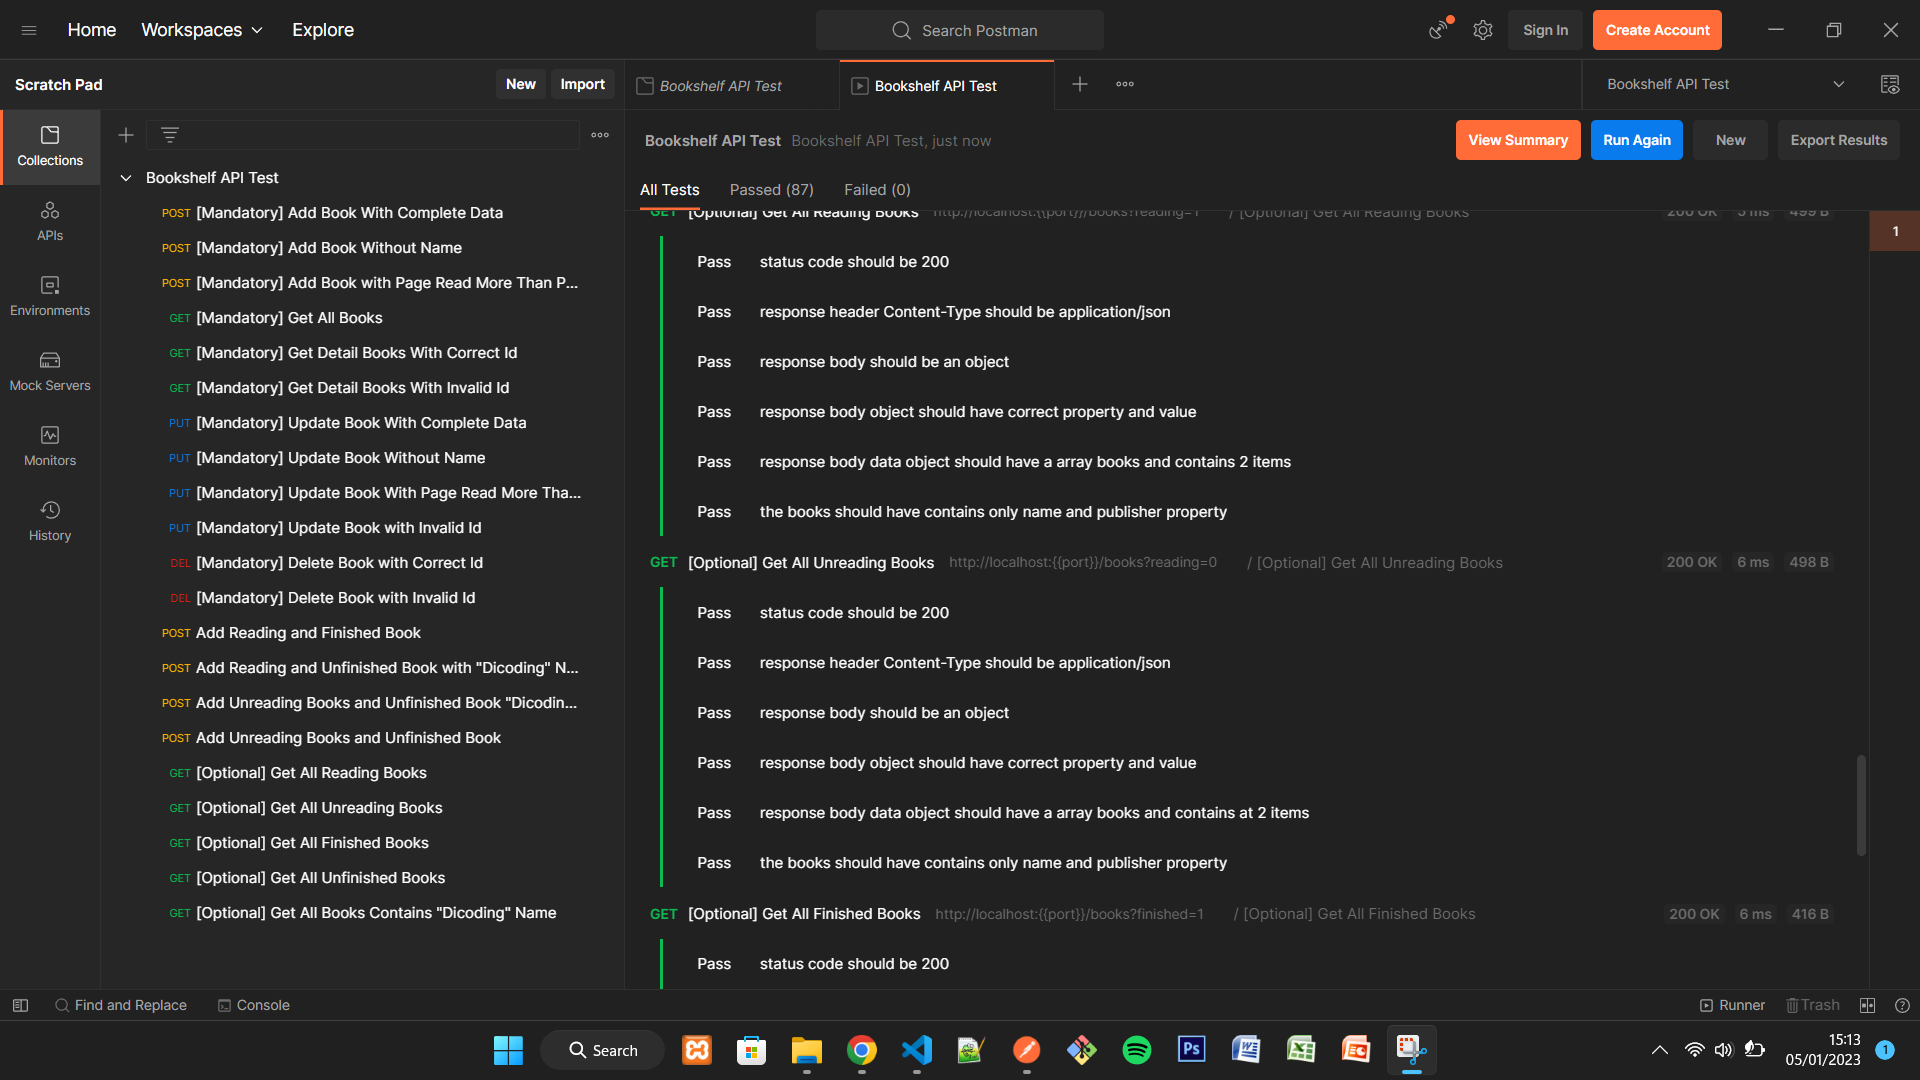 Home
Workspaces
Explore
Search Postman
Sign In
Create Account
Scratch Pad
New
Import
Bookshelf API Test
Bookshelf API Test
Bookshelf API Test
Collections
APIs
Environments
Mock Servers
Monitors
History
Bookshelf API Test
POST [Mandatory] Add Book With Complete Data
POST [Mandatory] Add Book Without Name
POST [Mandatory] Add Book with Page Read More Than P...
GET [Mandatory] Get All Books
GET [Mandatory] Get Detail Books With Correct Id
GET [Mandatory] Get Detail Books With Invalid Id
PUT [Mandatory] Update Book With Complete Data
PUT [Mandatory] Update Book Without Name
PUT [Mandatory] Update Book With Page Read More Tha...
PUT [Mandatory] Update Book with Invalid Id
DEL [Mandatory] Delete Book with Correct Id
DEL [Mandatory] Delete Book with Invalid Id
POST Add Reading and Finished Book
POST Add Reading and Unfinished Book with "Dicoding" N...
POST Add Unreading Books and Unfinished Book "Dicodin...
POST Add Unreading Books and Unfinished Book
GET [Optional] Get All Reading Books
GET [Optional] Get All Unreading Books
GET [Optional] Get All Finished Books
GET [Optional] Get All Unfinished Books
GET [Optional] Get All Books Contains "Dicoding" Name
Bookshelf API Test Bookshelf API Test, just now
View Summary
Run Again
New
Export Results
All Tests Passed (87) Failed (0)
GET [Optional] Get All Reading Books http://localhost:{{port}}/books?reading=1 / [Optional] Get All Reading Books 200 OK 5 ms 499 B
1
Pass status code should be 200
Pass response header Content-Type should be application/json
Pass response body should be an object
Pass response body object should have correct property and value
Pass response body data object should have a array books and contains 2 items
Pass the books should have contains only name and publisher property
GET [Optional] Get All Unreading Books http://localhost:{{port}}/books?reading=0 / [Optional] Get All Unreading Books 200 OK 6 ms 498 B
Pass status code should be 200
Pass response header Content-Type should be application/json
Pass response body should be an object
Pass response body object should have correct property and value
Pass response body data object should have a array books and contains at 2 items
Pass the books should have contains only name and publisher property
GET [Optional] Get All Finished Books http://localhost:{{port}}/books?finished=1 / [Optional] Get All Finished Books 200 OK 6 ms 416 B
Pass status code should be 200
Find and Replace
Console
Runner
Trash
Search
Ps
15:13
05/01/2023
1